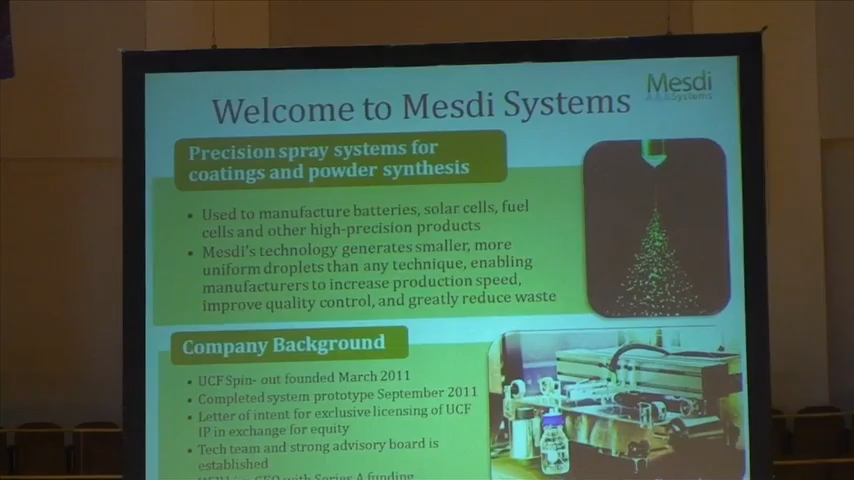 Welcome to Mesdi Systems
Mesdi
Systems
Precision spray systems for
coatings and powder synthesis
• Used to manufacture batteries, solar cells, fuel
cells and other high-precision products
• Mesdi's technology generates smaller, more
uniform droplets than any technique, enabling
manufacturers to increase production speed,
improve quality control, and greatly reduce waste
Company Background
• UCF Spin- out founded March 2011
• Completed system prototype September 2011
• Letter of intent for exclusive licensing of UCF
IP in exchange for equity
• Tech team and strong advisory board is
established
CEO with Series A funding